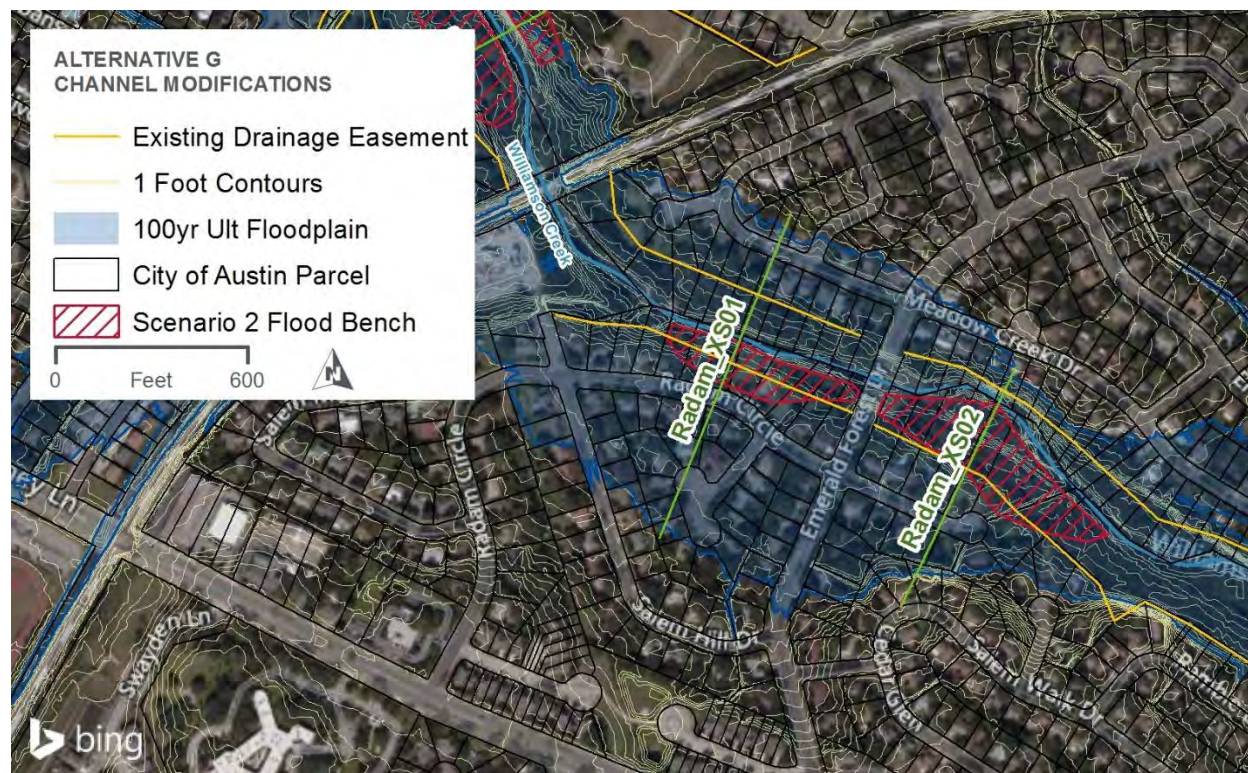 ALTERNATIVE G
CHANNEL MODIFICATIONS
Existing Drainage Easement
1 Foot Contours
100yr Ult Floodplain
City of Austin Parcel
Scenario 2 Flood Bench
0 Feet 600
N
Williamson Creek
Meadow Creek Dr
Radam_XS01
Radam Circle
Emerald Forest Dr
Radam_XS02
Radam Circle
Salem Hill Dr
Swayden Ln
Salem Walk Dr
bing